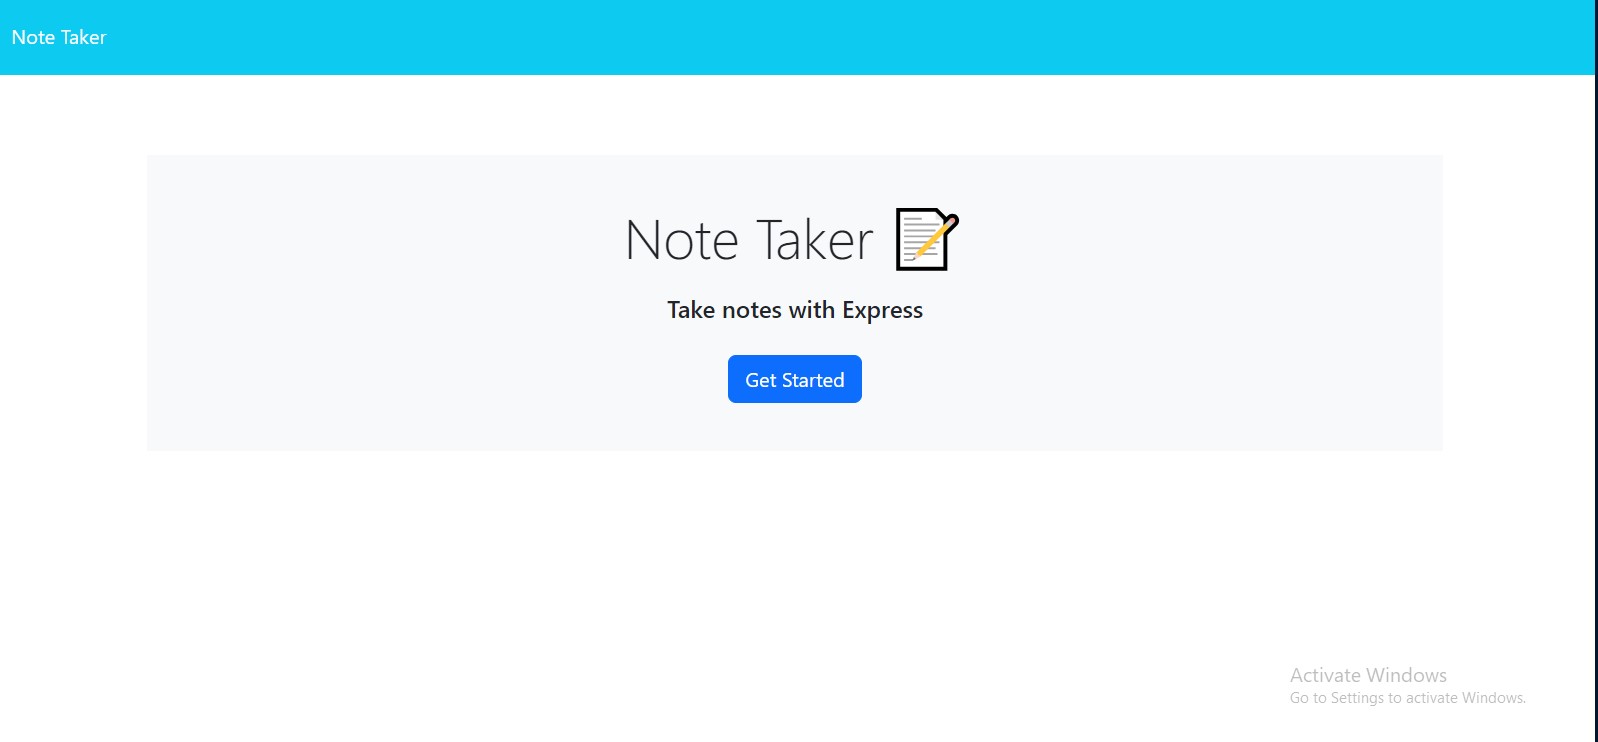 Note Taker
Note Taker
Take notes with Express
Get Started
Activate Windows
Go to Settings to activate Windows.